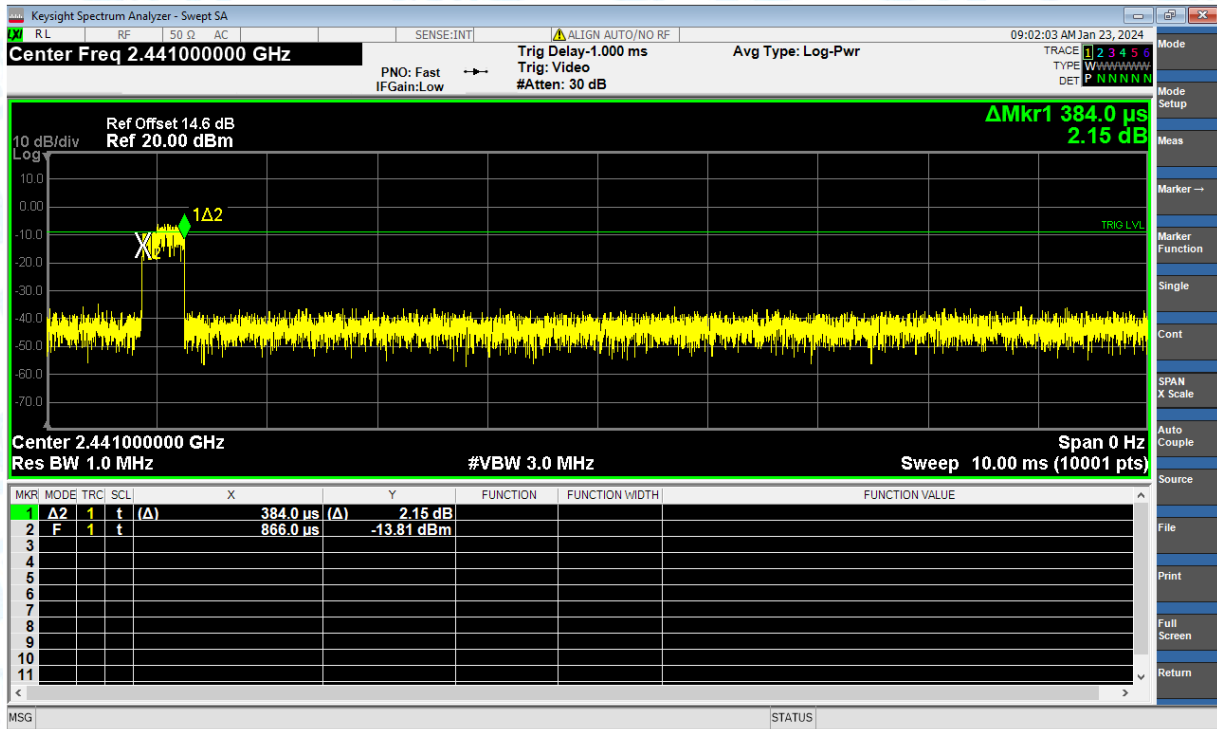 Keysight Spectrum Analyzer - Swept SA
LXI RL RF 50 Ω AC SENSE:INT ALIGN AUTO/NO RF 09:02:03 AM Jan 23, 2024
Center Freq 2.441000000 GHz
PNO: Fast
IFGain:Low
Trig Delay-1.000 ms
Trig: Video
#Atten: 30 dB
Avg Type: Log-Pwr
TRACE 1 2 3 4 5 6
TYPE WWWWWW
DET P N N N N N
ΔMkr1 384.0 µs
2.15 dB
Ref Offset 14.6 dB
10 dB/div Ref 20.00 dBm
Log
10.0
0.00
-10.0
-20.0
-30.0
-40.0
-50.0
-60.0
-70.0
1Δ2
2
TRIG LVL
Center 2.441000000 GHz Span 0 Hz
Res BW 1.0 MHz #VBW 3.0 MHz Sweep 10.00 ms (10001 pts)
MKR MODE TRC SCL X Y FUNCTION FUNCTION WIDTH FUNCTION VALUE
1 Δ2 1 t (Δ) 384.0 µs (Δ) 2.15 dB
2 F 1 t 866.0 µs -13.81 dBm
3
4
5
6
7
8
9
10
11
MSG STATUS
Mode
Mode
Setup
Meas
Marker →
Marker
Function
Single
Cont
SPAN
X Scale
Auto
Couple
Source
File
Print
Full
Screen
Return